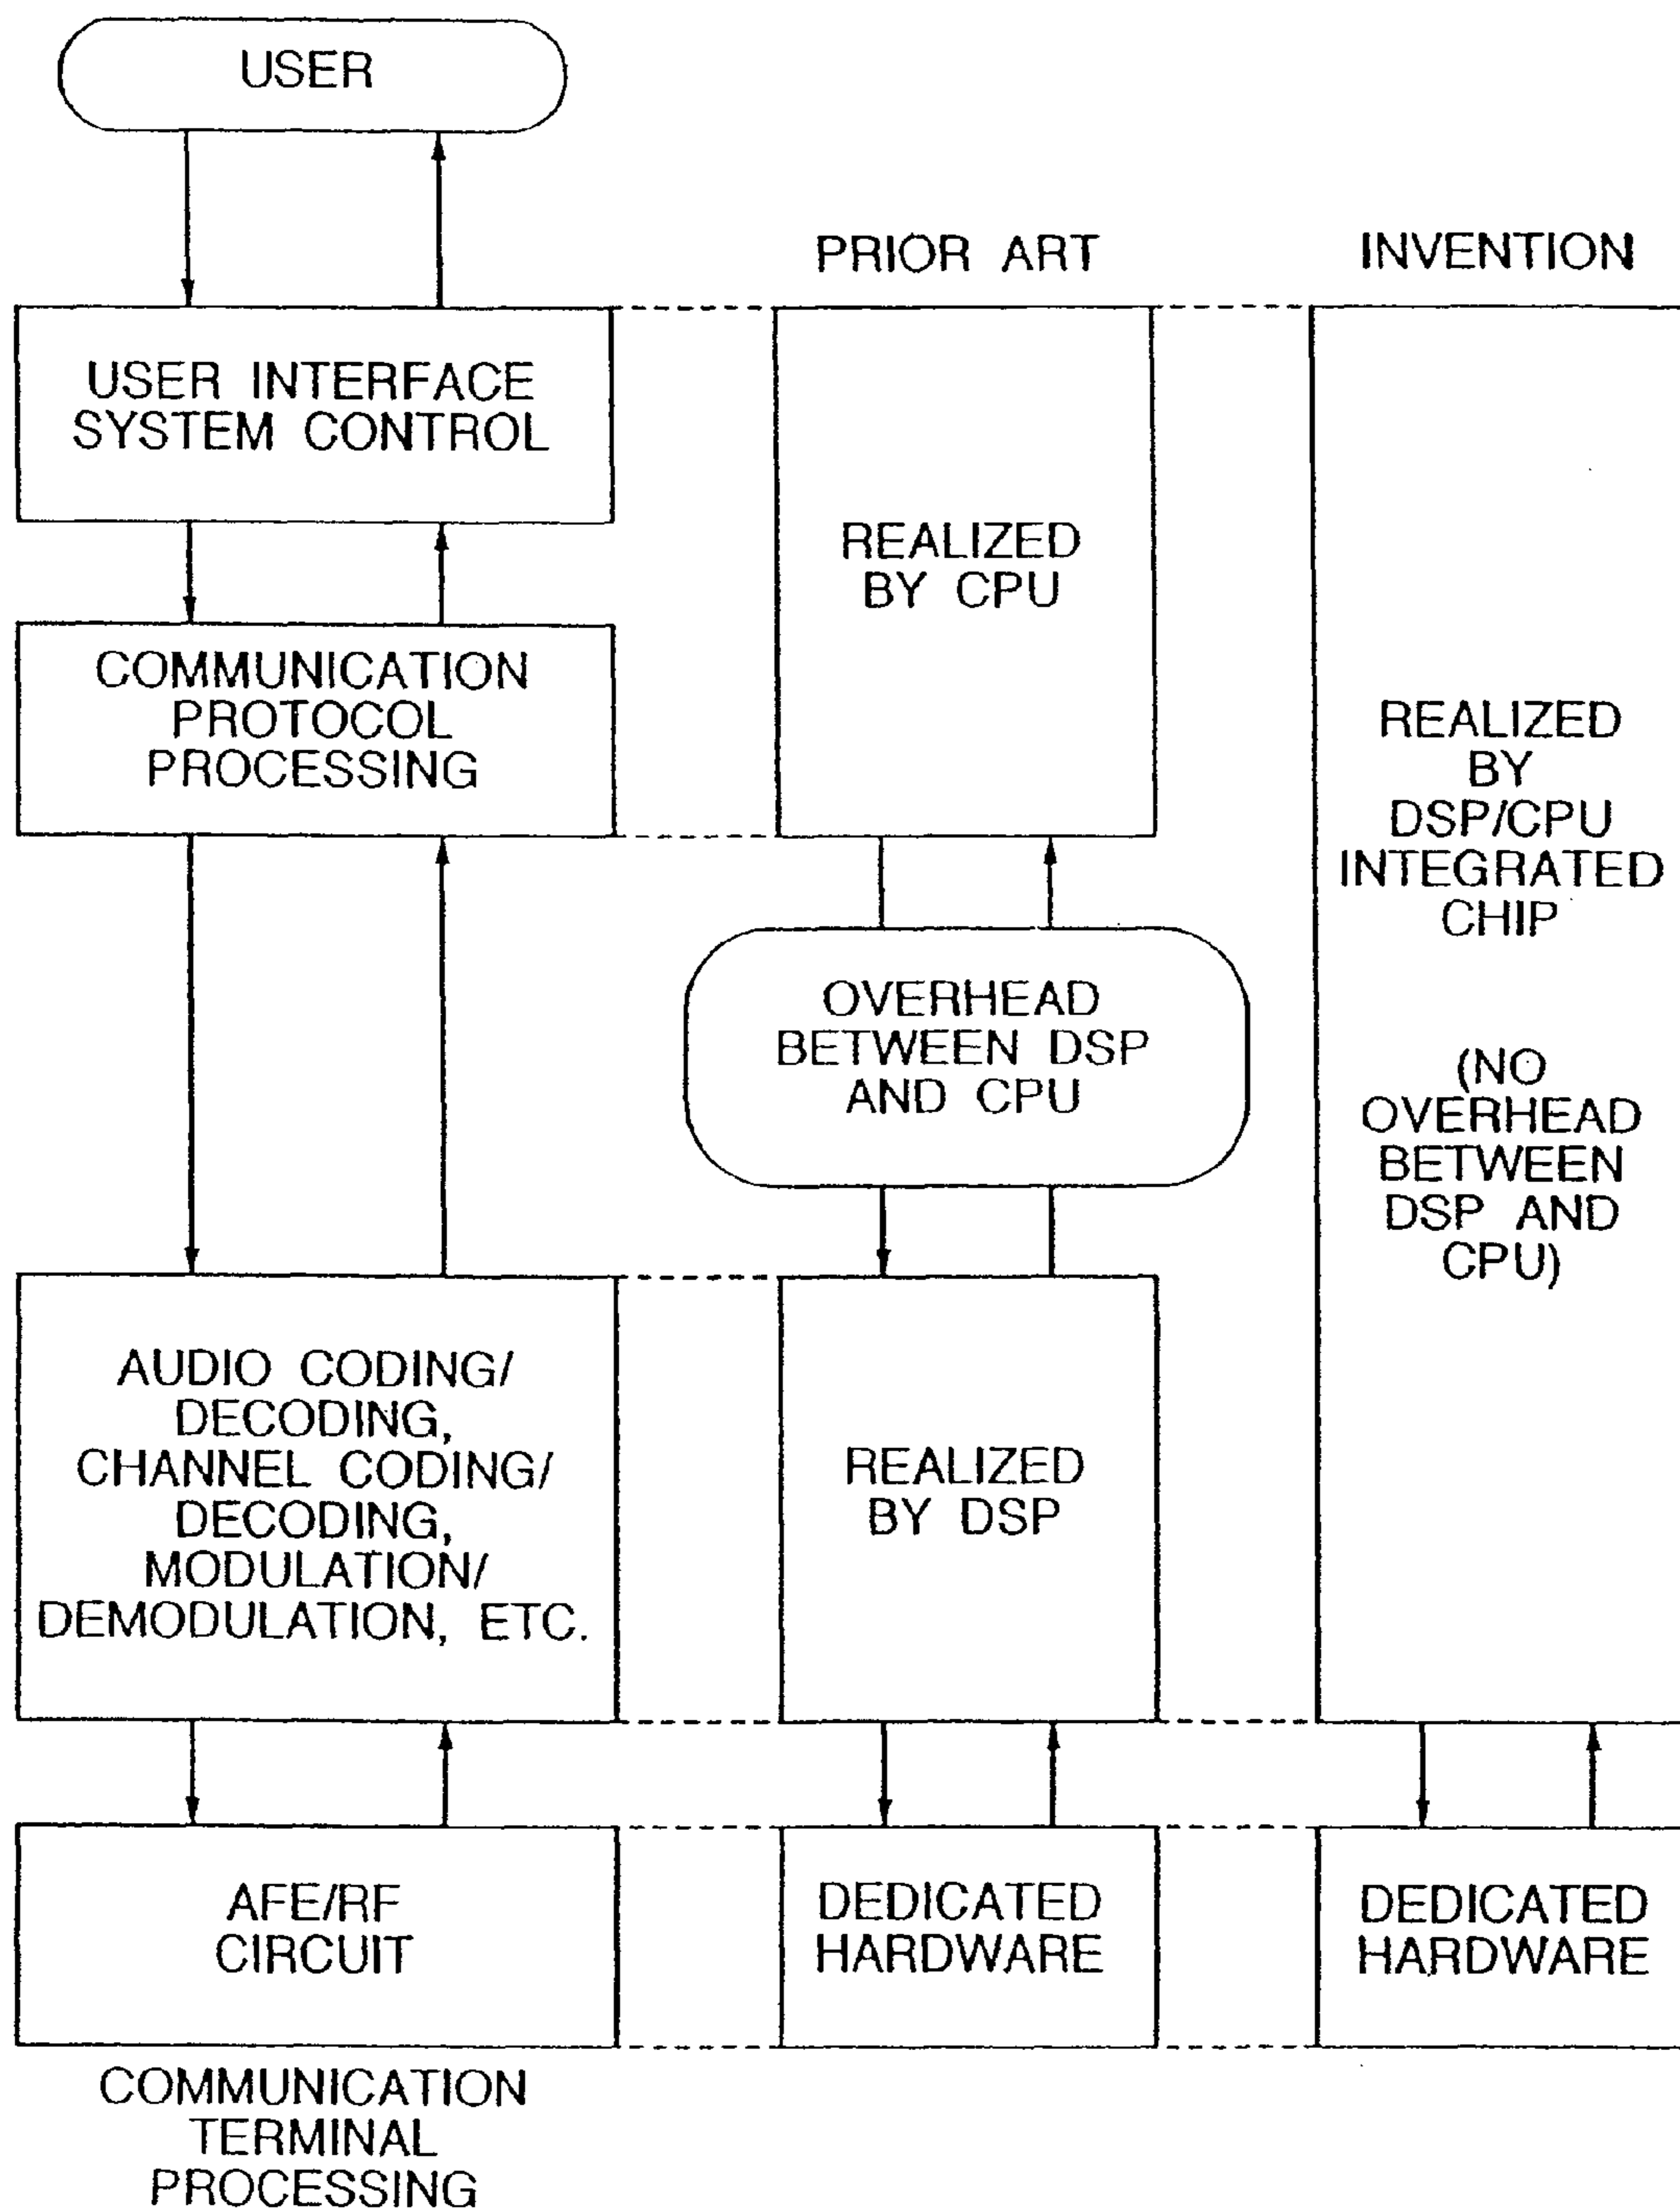 USER
PRIOR ART
INVENTION
USER INTERFACE
SYSTEM CONTROL
COMMUNICATION
PROTOCOL
PROCESSING
AUDIO CODING/
DECODING,
CHANNEL CODING/
DECODING,
MODULATION/
DEMODULATION, ETC.
AFE/RF
CIRCUIT
COMMUNICATION
TERMINAL
PROCESSING
REALIZED
BY CPU
OVERHEAD
BETWEEN DSP
AND CPU
REALIZED
BY DSP
DEDICATED
HARDWARE
REALIZED
BY
DSP/CPU
INTEGRATED
CHIP
(NO
OVERHEAD
BETWEEN
DSP AND
CPU)
DEDICATED
HARDWARE